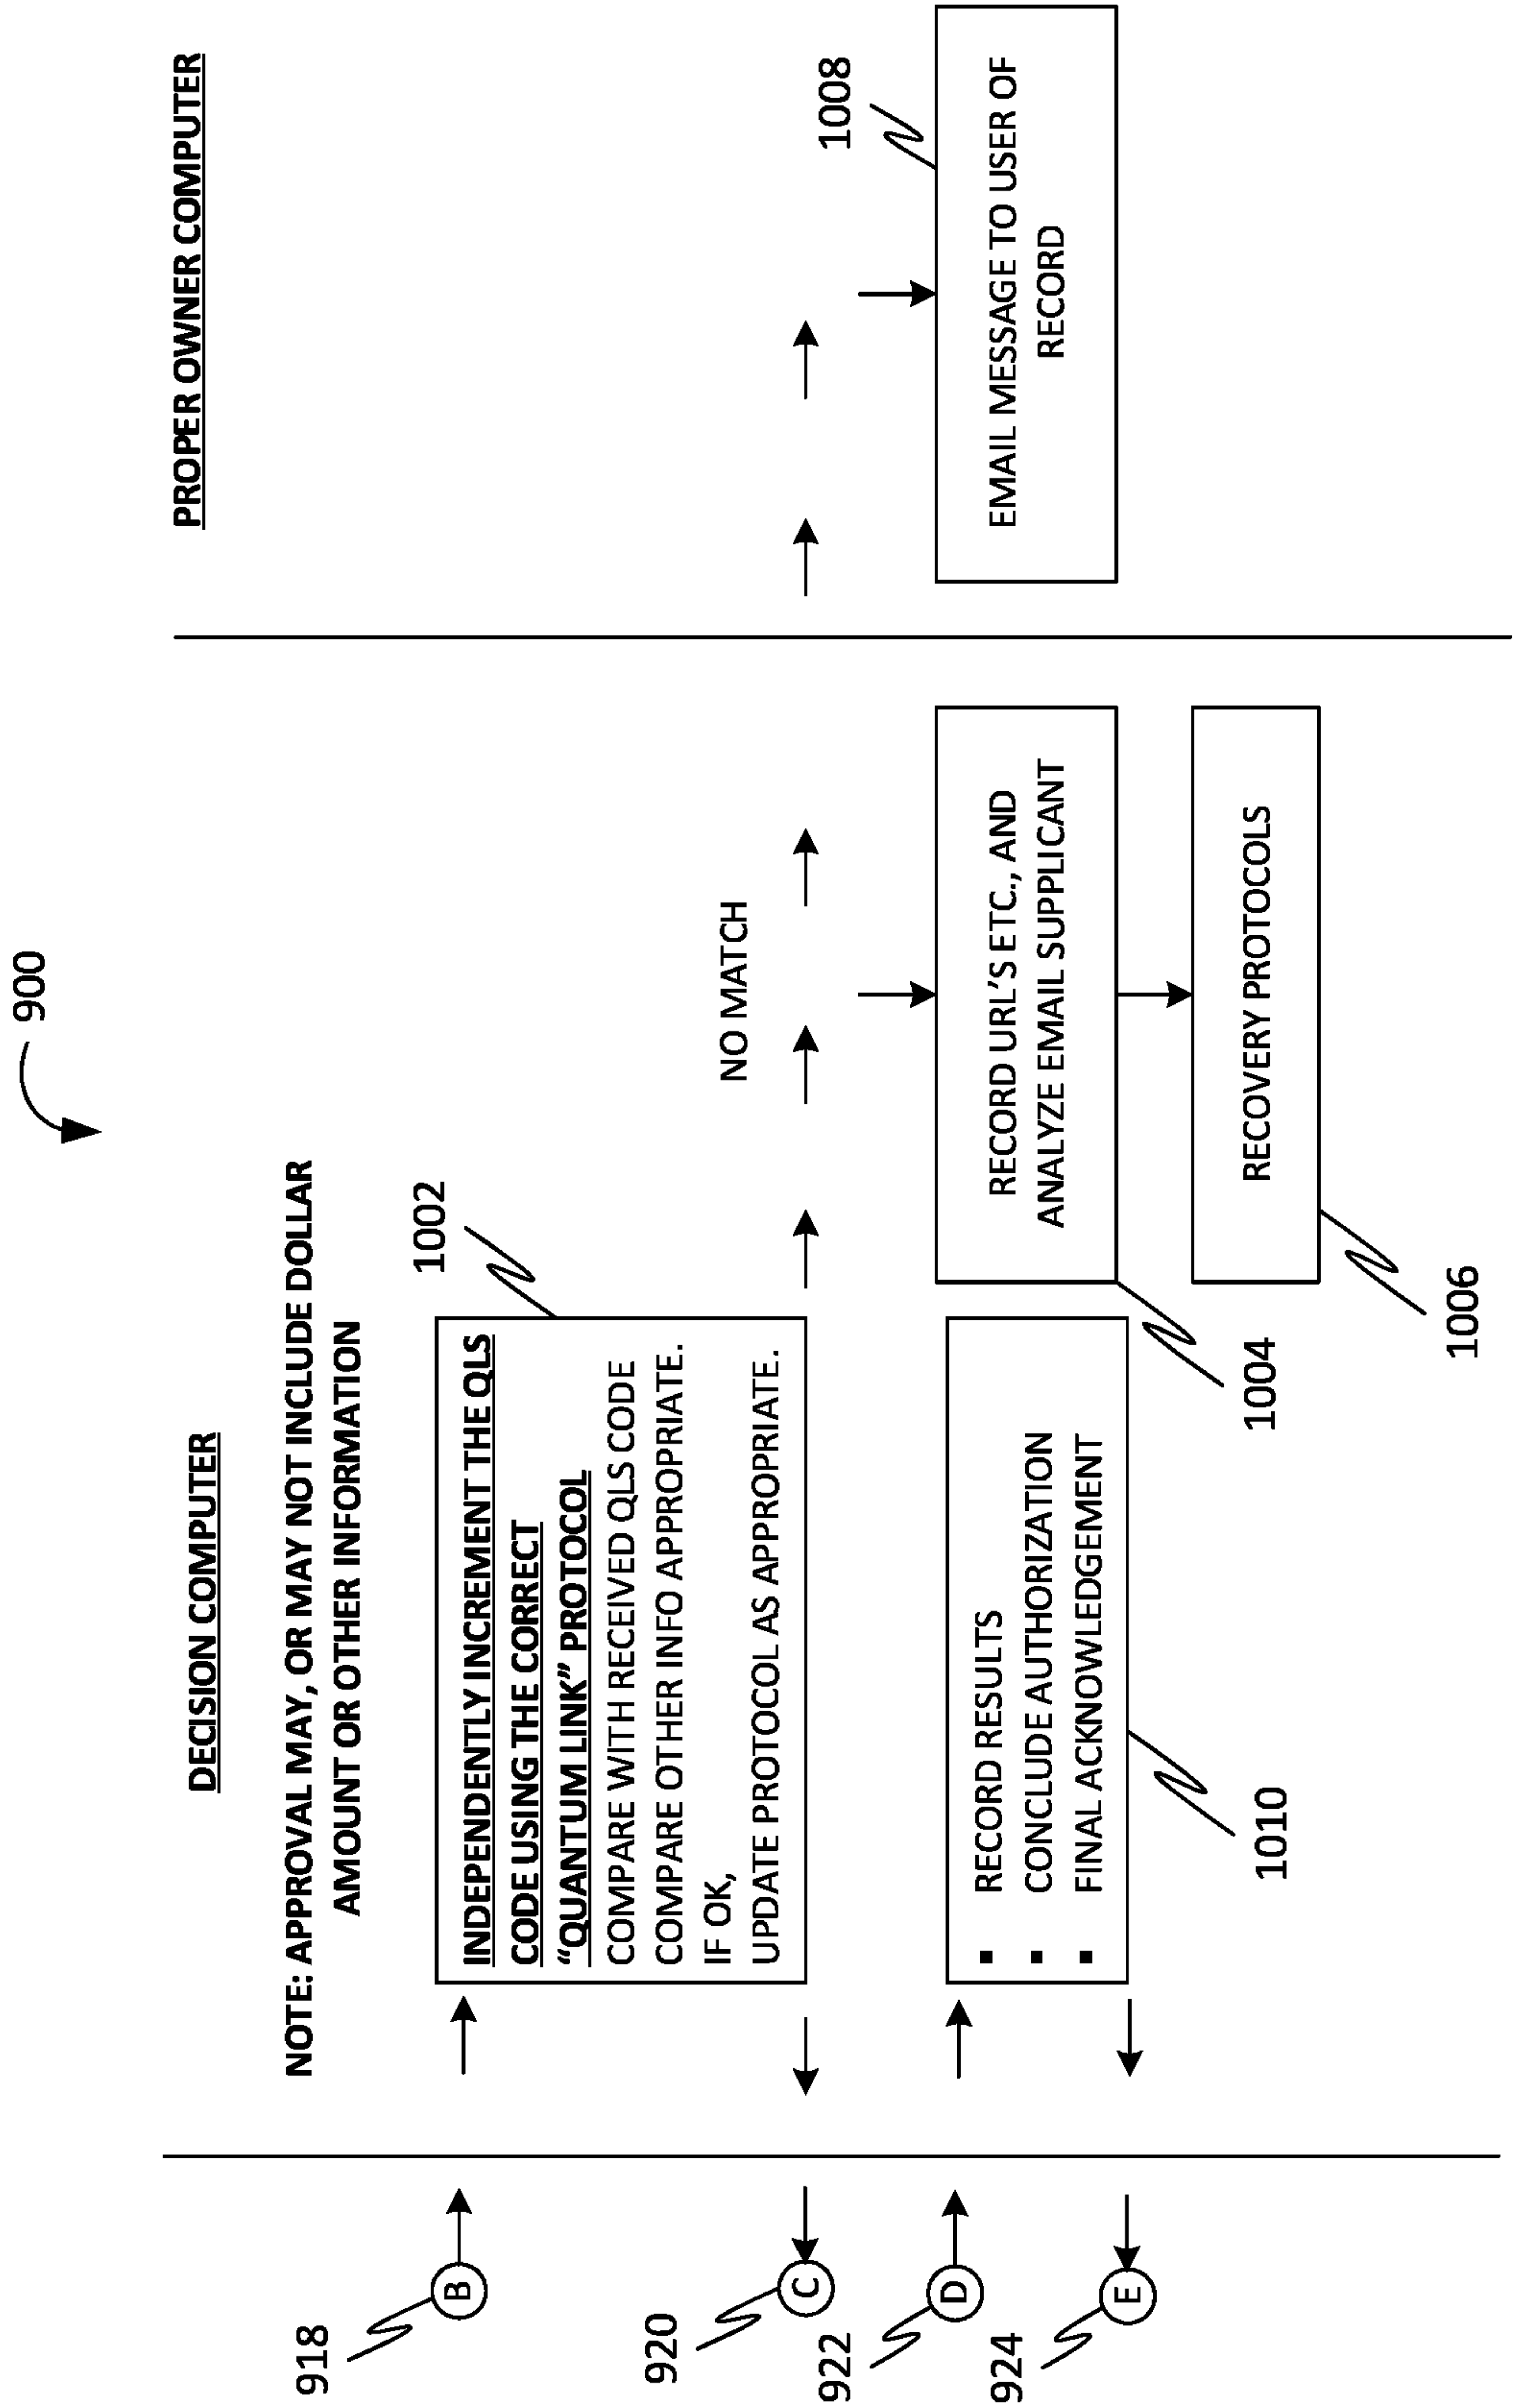 900
DECISION COMPUTER
PROPER OWNER COMPUTER
NOTE: APPROVAL MAY, OR MAY NOT INCLUDE DOLLAR
AMOUNT OR OTHER INFORMATION
918
B
1002
INDEPENDENTLY INCREMENT THE QLS
CODE USING THE CORRECT
“QUANTUM LINK” PROTOCOL
COMPARE WITH RECEIVED QLS CODE
COMPARE OTHER INFO APPROPRIATE.
IF OK,
UPDATE PROTOCOL AS APPROPRIATE.
920
C
NO MATCH
1008
922
D
▪ RECORD RESULTS
▪ CONCLUDE AUTHORIZATION
▪ FINAL ACKNOWLEDGEMENT
RECORD URL'S ETC., AND
ANALYZE EMAIL SUPPLICANT
EMAIL MESSAGE TO USER OF
RECORD
924
E
1010
1004
RECOVERY PROTOCOLS
1006